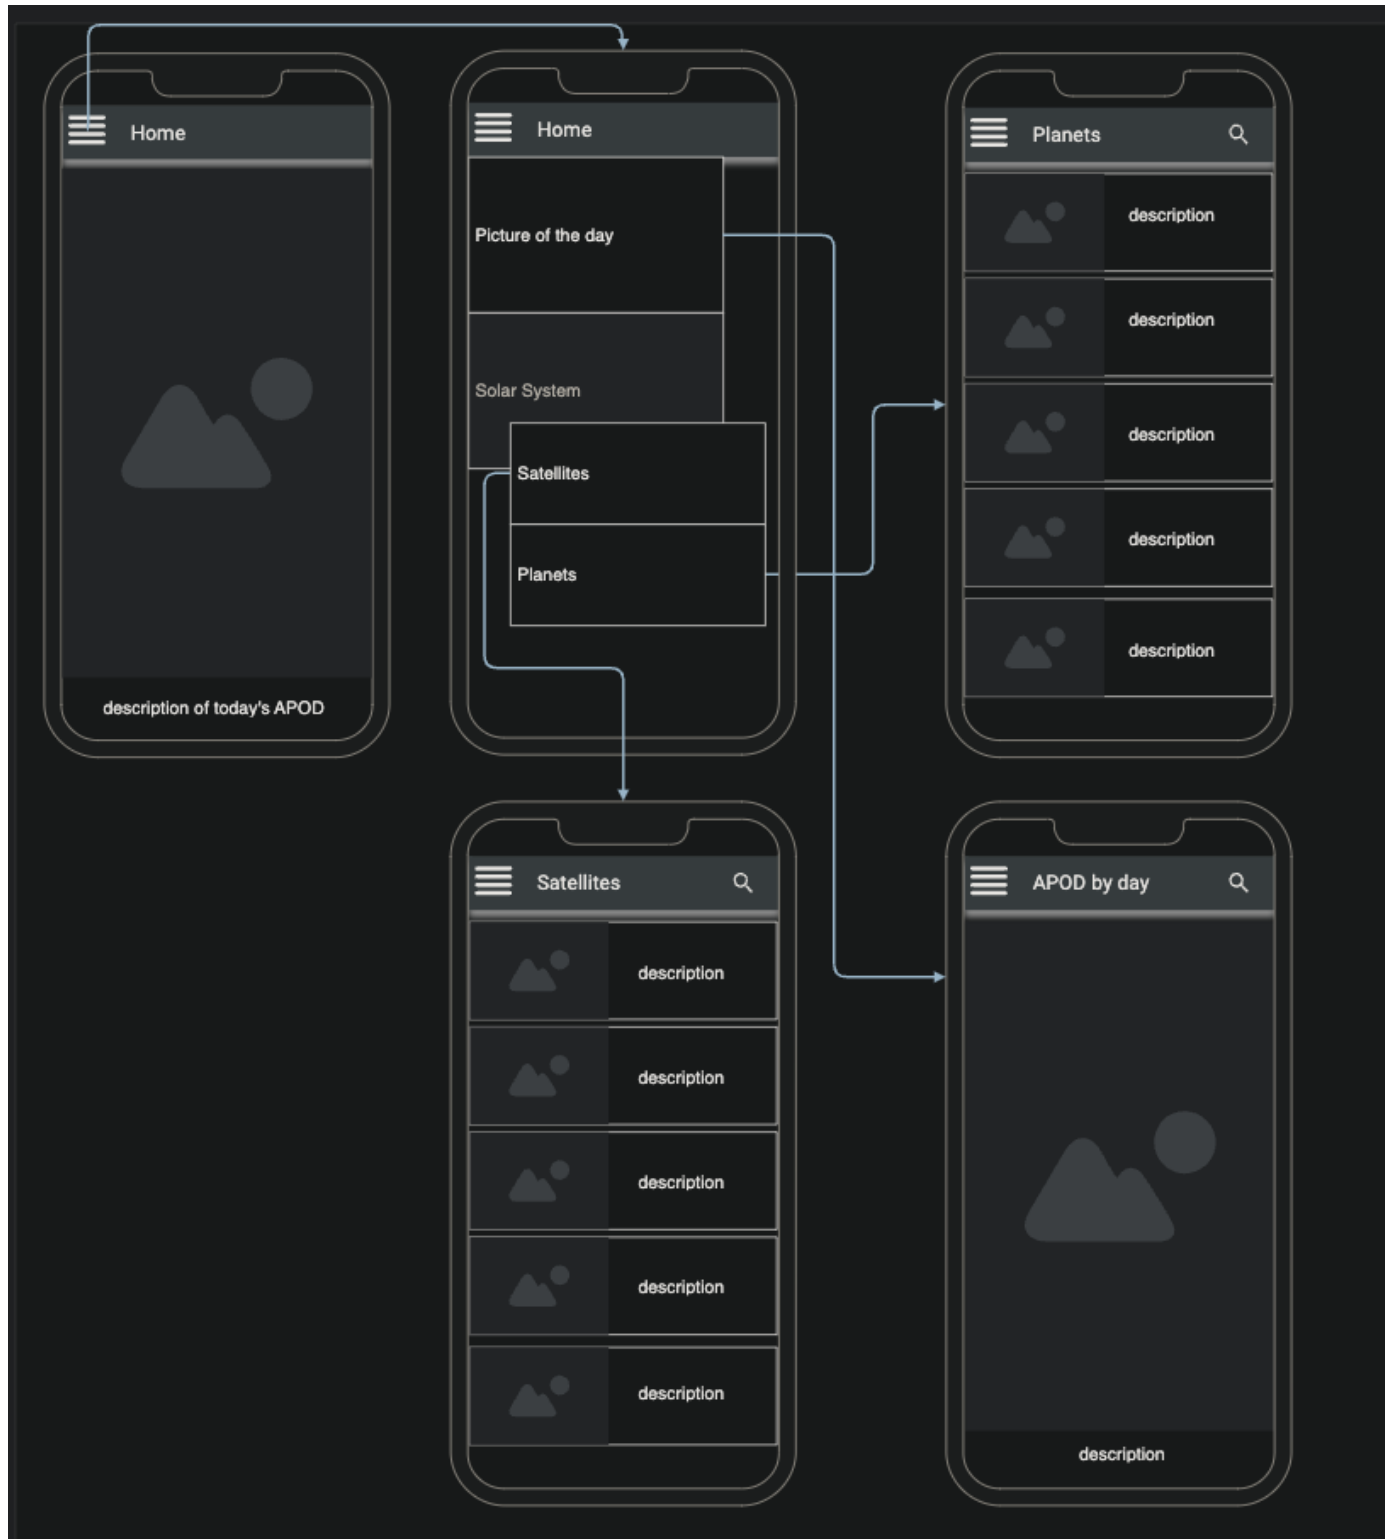 Home
description of today's APOD
Home
Picture of the day
Solar System
Satellites
Planets
Planets
description
description
description
description
description
Satellites
description
description
description
description
description
APOD by day
description